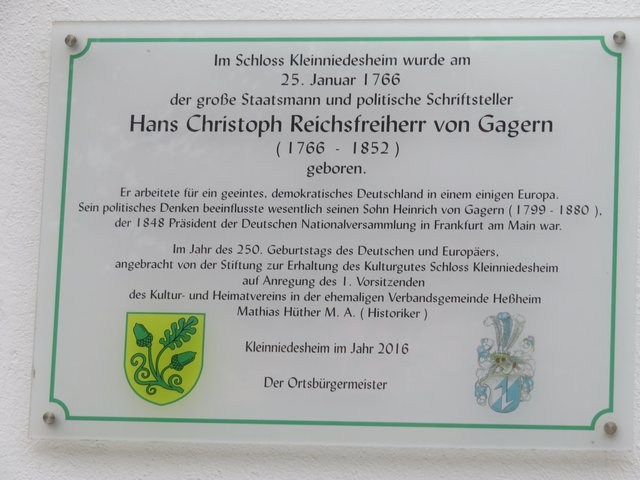 Im Schloss Kleinniedesheim wurde am
25. Januar 1766
der große Staatsmann und politische Schriftsteller
Hans Christoph Reichsfreiherr von Gagern
( 1766 - 1852 )
geboren.
Er arbeitete für ein geeintes, demokratisches Deutschland in einem einigen Europa.
Sein politisches Denken beeinflusste wesentlich seinen Sohn Heinrich von Gagern ( 1799 - 1880 ),
der 1848 Präsident der Deutschen Nationalversammlung in Frankfurt am Main war.
Im Jahr des 250. Geburtstags des Deutschen und Europäers,
angebracht von der Stiftung zur Erhaltung des Kulturgutes Schloss Kleinniedesheim
auf Anregung des 1. Vorsitzenden
des Kultur- und Heimatvereins in der ehemaligen Verbandsgemeinde Heßheim
Mathias Hüther M. A. ( Historiker )
Kleinniedesheim im Jahr 2016
Der Ortsbürgermeister